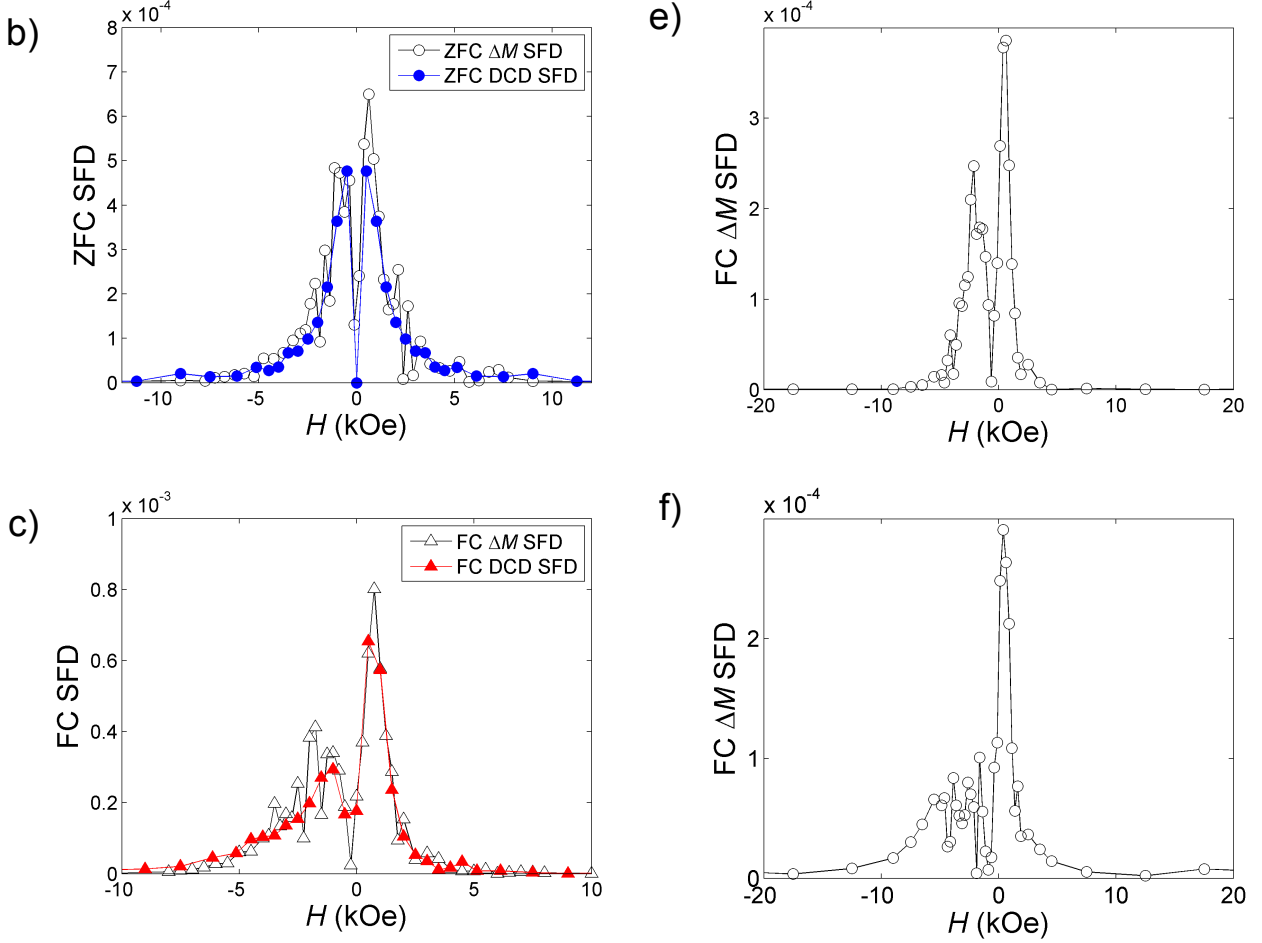 b)
x 10-4
8
7
6
5
4
3
2
1
0
ZFC SFD
ZFC ΔM SFD
ZFC DCD SFD
-10 -5 0 5 10
H (kOe)
e)
x 10-4
3
2
1
0
FC ΔM SFD
-20 -10 0 10 20
H (kOe)
c)
x 10-3
1
0.8
0.6
0.4
0.2
0
FC SFD
FC ΔM SFD
FC DCD SFD
-10 -5 0 5 10
H (kOe)
f)
x 10-4
2
1
0
FC ΔM SFD
-20 -10 0 10 20
H (kOe)